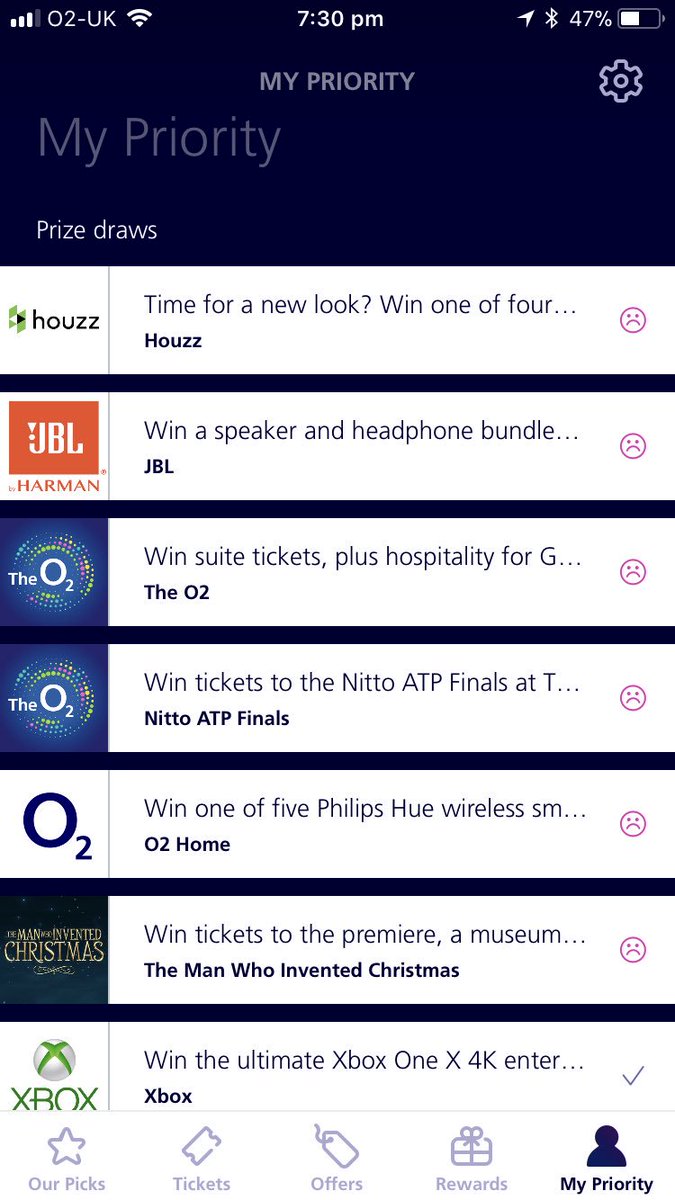 O2-UK 7:30 pm 47%
MY PRIORITY
My Priority
Prize draws
houzz
Time for a new look? Win one of four…
Houzz
JBL
by HARMAN
Win a speaker and headphone bundle…
JBL
The O2
Win suite tickets, plus hospitality for G…
The O2
The O2
Win tickets to the Nitto ATP Finals at T…
Nitto ATP Finals
O2
Win one of five Philips Hue wireless sm…
O2 Home
THE MAN WHO INVENTED
CHRISTMAS
Win tickets to the premiere, a museum…
The Man Who Invented Christmas
XBOX
Win the ultimate Xbox One X 4K enter…
Xbox
Our Picks Tickets Offers Rewards My Priority